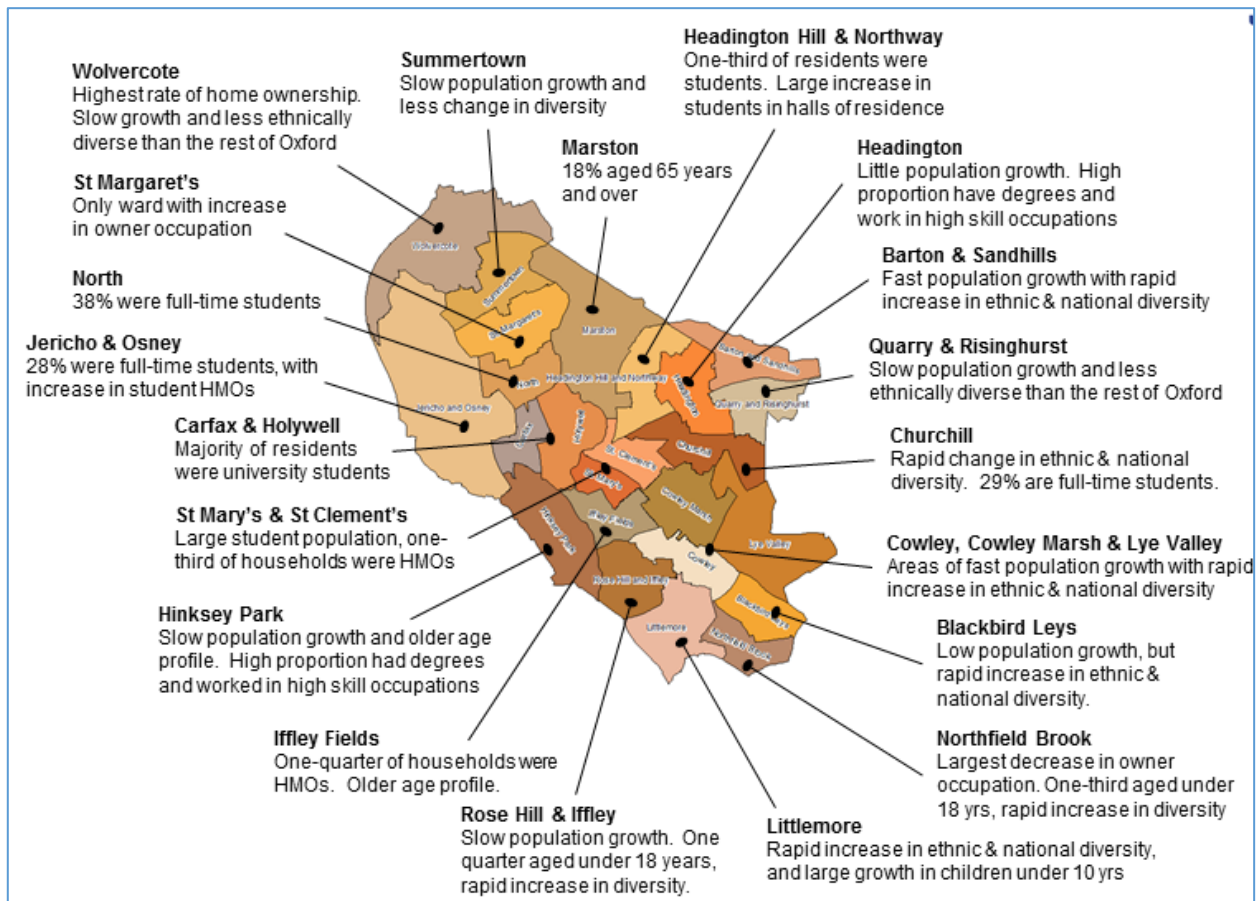 Headington Hill & Northway
One-third of residents were
students. Large increase in
students in halls of residence
Summertown
Slow population growth and
less change in diversity
Wolvercote
Highest rate of home ownership.
Slow growth and less ethnically
diverse than the rest of Oxford
Marston
18% aged 65 years
and over
Headington
Little population growth. High
proportion have degrees and
work in high skill occupations
St Margaret's
Only ward with increase
in owner occupation
Barton & Sandhills
Fast population growth with rapid
increase in ethnic & national diversity
North
38% were full-time students
Jericho & Osney
28% were full-time students, with
increase in student HMOs
Quarry & Risinghurst
Slow population growth and less
ethnically diverse than the rest of Oxford
Carfax & Holywell
Majority of residents
were university students
Churchill
Rapid change in ethnic & national
diversity. 29% are full-time students.
St Mary's & St Clement's
Large student population, one-
third of households were HMOs
Cowley, Cowley Marsh & Lye Valley
Areas of fast population growth with rapid
increase in ethnic & national diversity
Hinksey Park
Slow population growth and older age
profile. High proportion had degrees
and worked in high skill occupations
Blackbird Leys
Low population growth, but
rapid increase in ethnic &
national diversity.
Iffley Fields
One-quarter of households were
HMOs. Older age profile.
Northfield Brook
Largest decrease in owner
occupation. One-third aged under
18 yrs, rapid increase in diversity
Rose Hill & Iffley
Slow population growth. One
quarter aged under 18 years,
rapid increase in diversity.
Littlemore
Rapid increase in ethnic & national diversity,
and large growth in children under 10 yrs
Wolvercote
Summertown
St Margaret's
Marston
North
Headington Hill and Northway
Headington
Barton and Sandhills
Quarry and Risinghurst
Jericho and Osney
Carfax
Holywell
St. Clement's
Churchill
St Mary's
Cowley Marsh
Iffley Fields
Hinksey Park
Lye Valley
Cowley
Rose Hill and Iffley
Blackbird Leys
Littlemore
Northfield Brook